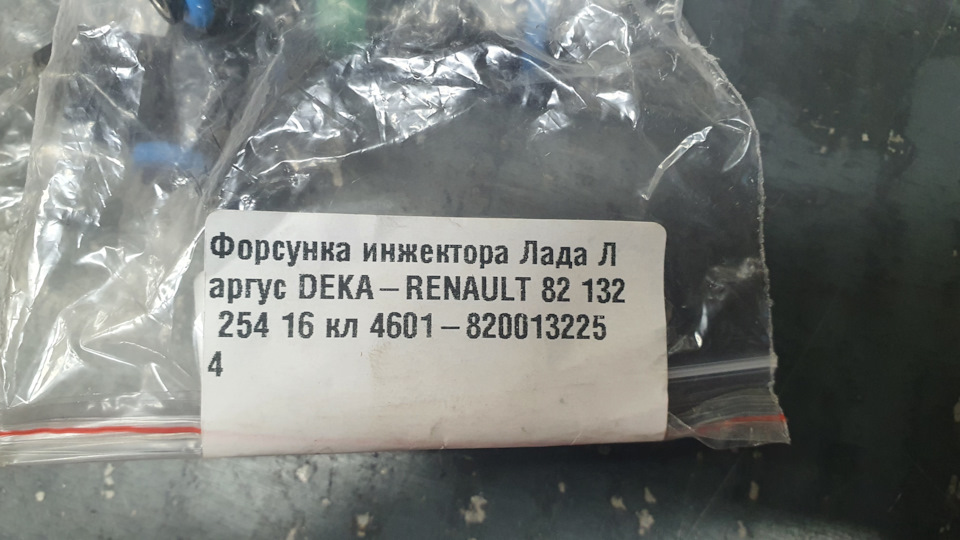 Форсунка инжектора Лада Л
аргус DEKA-RENAULT 82 132
254 16 кл 4601-820013225
4